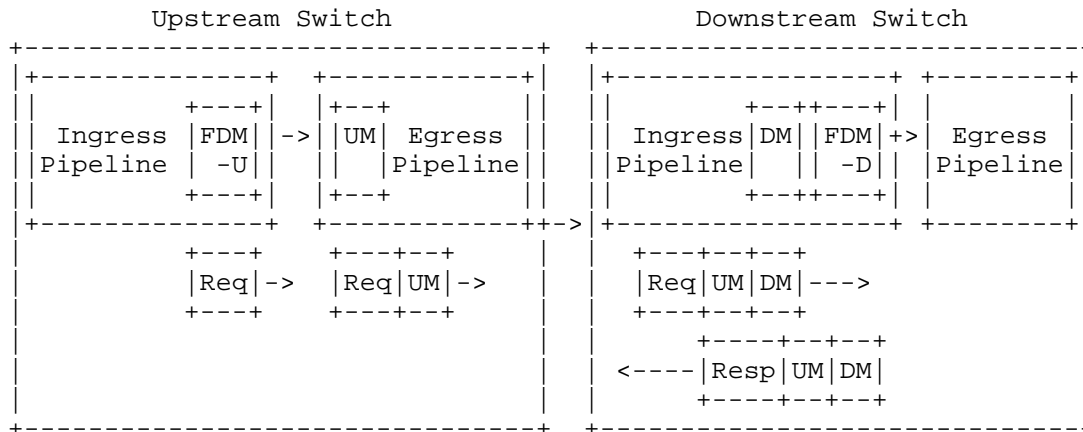 Upstream Switch Downstream Switch
Ingress FDM -> UM Egress Ingress DM FDM +> Egress
Pipeline -U Pipeline Pipeline -D Pipeline
->
Req -> Req UM -> Req UM DM --->
<---- Resp UM DM